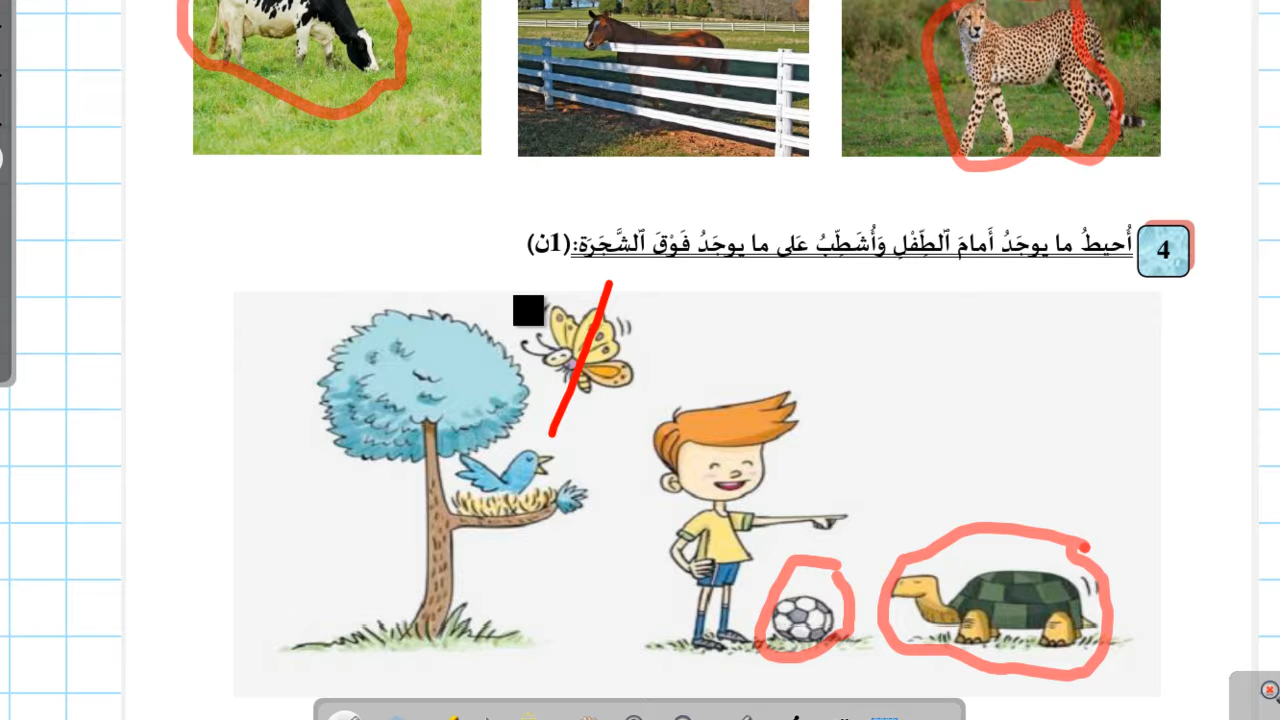 4
أُحيطُ ما يوجَدُ أَمامَ ٱلطِّفْلِ وَأُشَطِّبُ عَلى ما يوجَدُ فَوْقَ ٱلشَّجَرَةِ:(1ن)